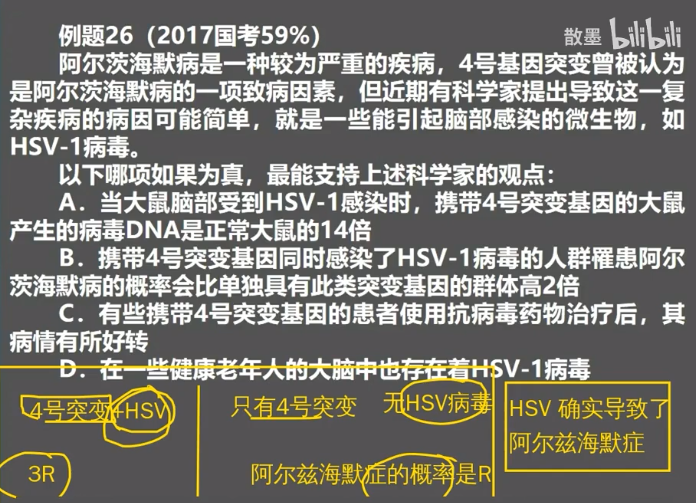 散墨 bilibili
例题26（2017国考59%）
阿尔茨海默病是一种较为严重的疾病，4号基因突变曾被认为
是阿尔茨海默病的一项致病因素，但近期有科学家提出导致这一复
杂疾病的病因可能简单，就是一些能引起脑部感染的微生物，如
HSV-1病毒。
以下哪项如果为真，最能支持上述科学家的观点：
A．当大鼠脑部受到HSV-1感染时，携带4号突变基因的大鼠
产生的病毒DNA是正常大鼠的14倍
B．携带4号突变基因同时感染了HSV-1病毒的人群罹患阿尔
茨海默病的概率会比单独具有此类突变基因的群体高2倍
C．有些携带4号突变基因的患者使用抗病毒药物治疗后，其
病情有所好转
D．在一些健康老年人的大脑中也存在着HSV-1病毒
4号突变+HSV
3R
只有4号突变 无HSV病毒
阿尔兹海默症的概率是R
HSV 确实导致了
阿尔兹海默症